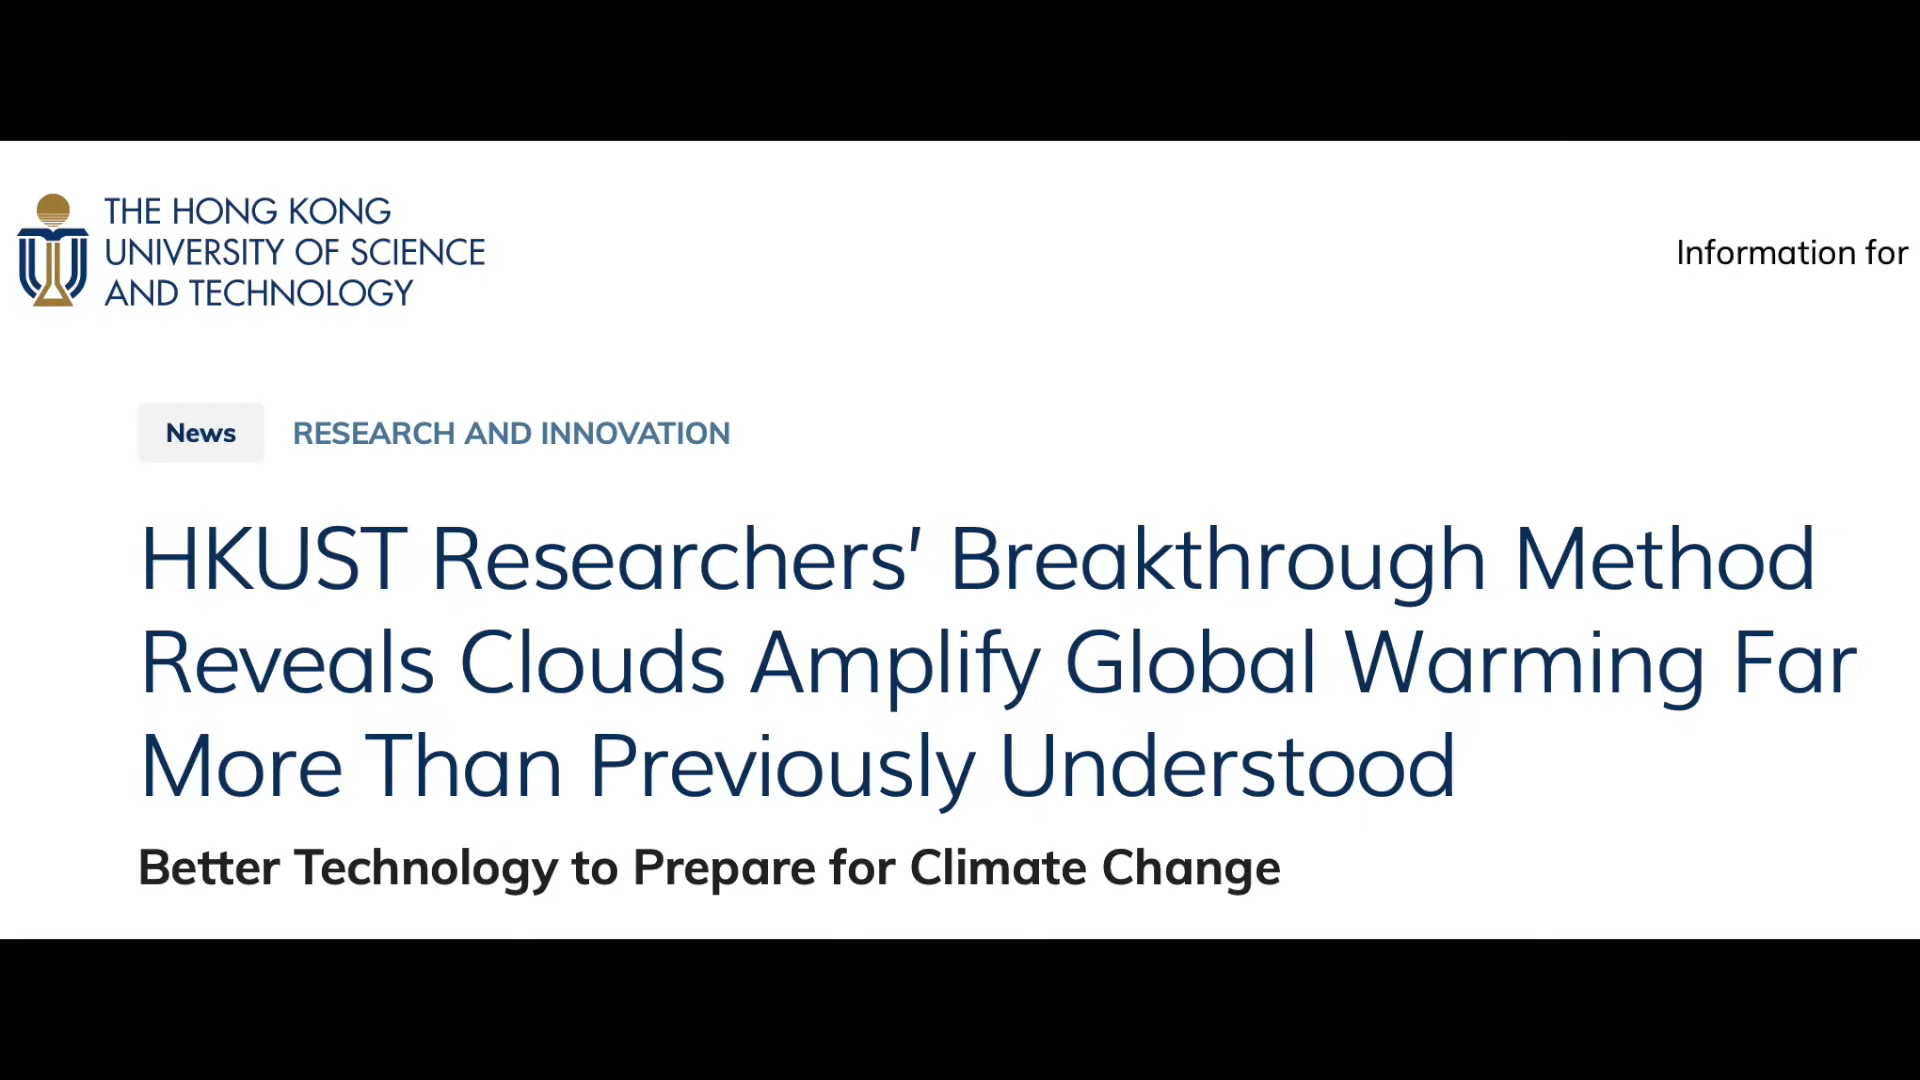 THE HONG KONG
UNIVERSITY OF SCIENCE
AND TECHNOLOGY
Information for
News
RESEARCH AND INNOVATION
HKUST Researchers' Breakthrough Method
Reveals Clouds Amplify Global Warming Far
More Than Previously Understood
Better Technology to Prepare for Climate Change